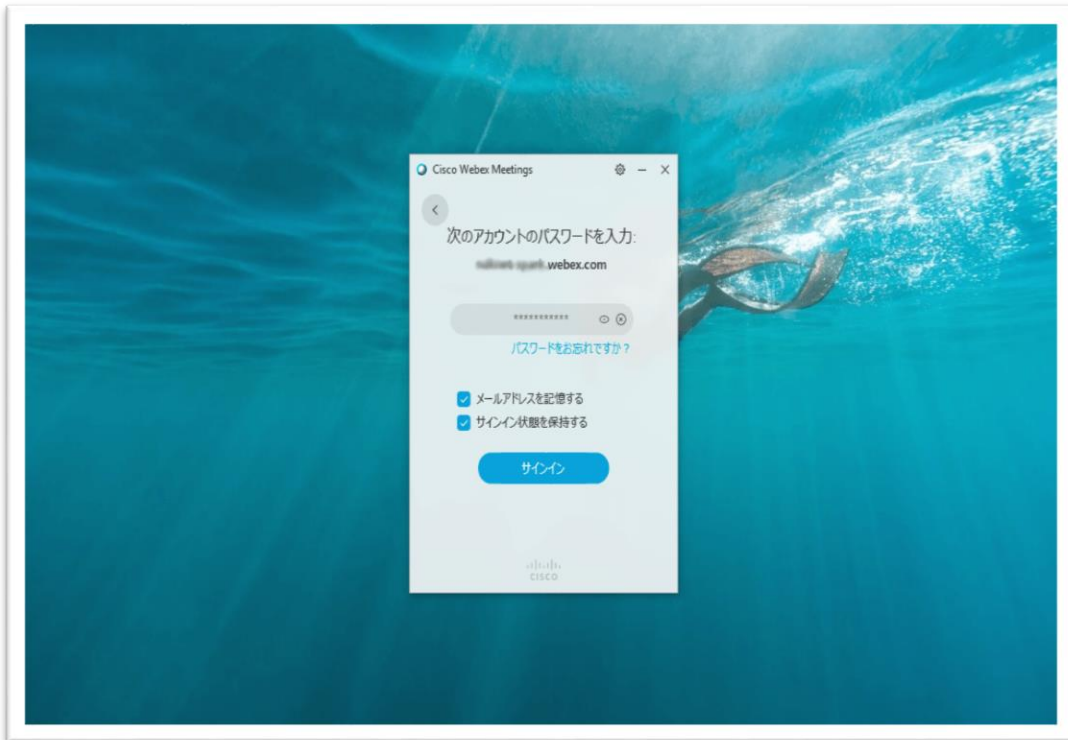 Cisco Webex Meetings
次のアカウントのパスワードを入力:
.webex.com
***********
パスワードをお忘れですか？
メールアドレスを記憶する
サインイン状態を保持する
サインイン
CISCO